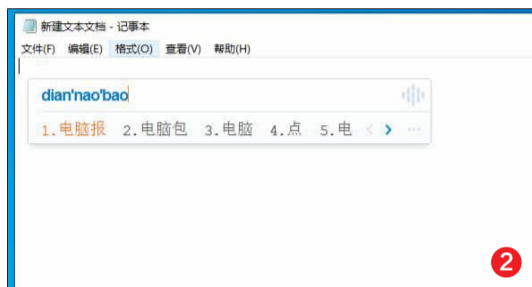 新建文本文档 - 记事本
文件(F) 编辑(E) 格式(O) 查看(V) 帮助(H)
dian'nao'bao
1.电脑报 2.电脑包 3.电脑 4.点 5.电
2